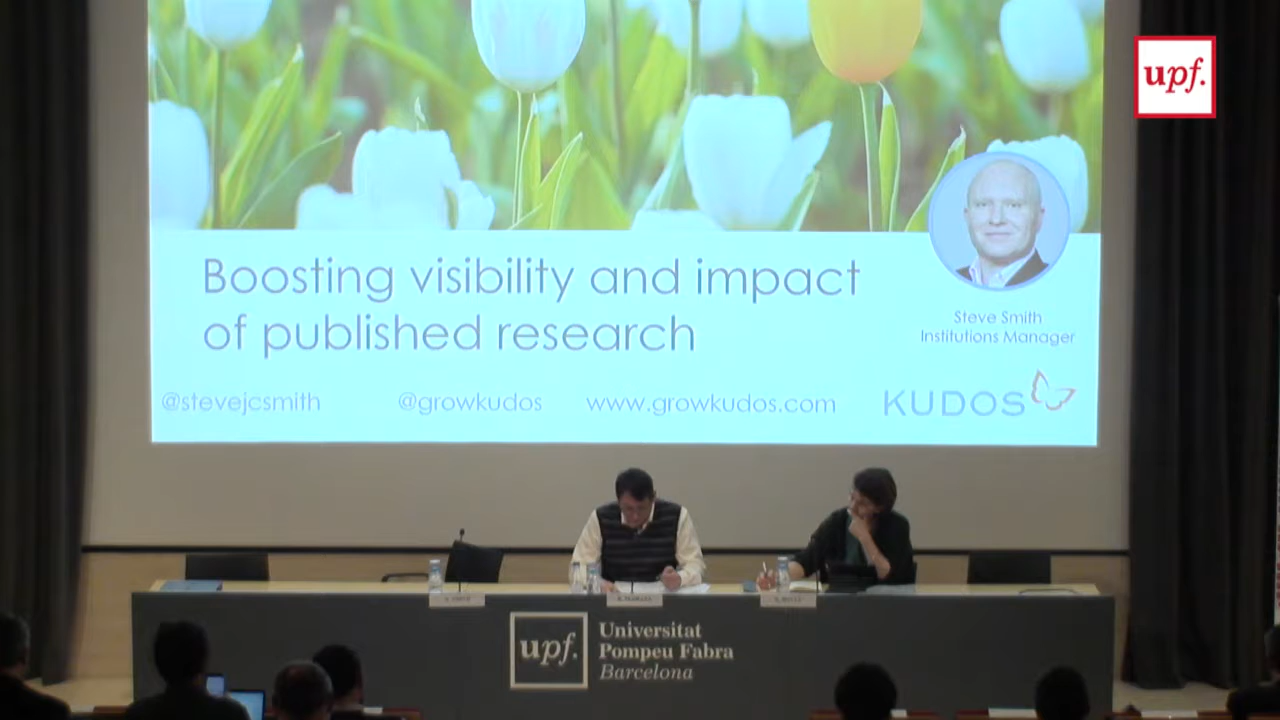 upf.
Boosting visibility and impact
of published research
Steve Smith
Institutions Manager
@stevejcsmith
@growkudos
www.growkudos.com
KUDOS
upf.
Universitat
Pompeu Fabra
Barcelona